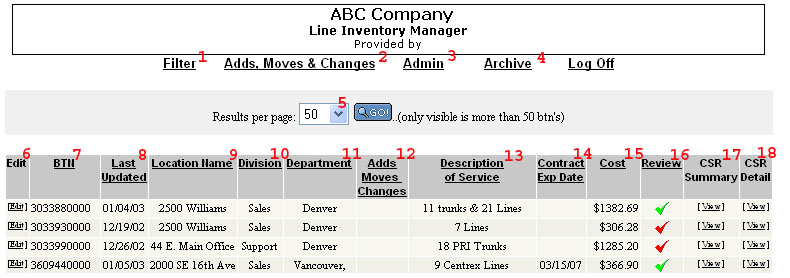 ABC Company
Line Inventory Manager
Provided by
Filter 1 Adds, Moves & Changes 2 Admin 3 Archive 4 Log Off
Results per page: 50 5 GO! ..(only visible is more than 50 btn's)
6 7 8 9 10 11 12 13 14 15 16 17 18
Edit BTN Last Updated Location Name Division Department Adds Moves Changes Description of Service Contract Exp Date Cost Review CSR Summary CSR Detail
[Edit] 3033880000 01/04/03 2500 Williams Sales Denver 11 trunks & 21 Lines $1382.69 [View] [View]
[Edit] 3033930000 12/19/02 2500 Williams Sales Denver 7 Lines $306.28 [View] [View]
[Edit] 3033990000 12/26/02 44 E. Main Office Support Denver 18 PRI Trunks $1285.20 [View] [View]
[Edit] 3609440000 01/05/03 2000 SE 16th Ave Sales Vancouver, 9 Centrex Lines 03/15/07 $366.90 [View] [View]